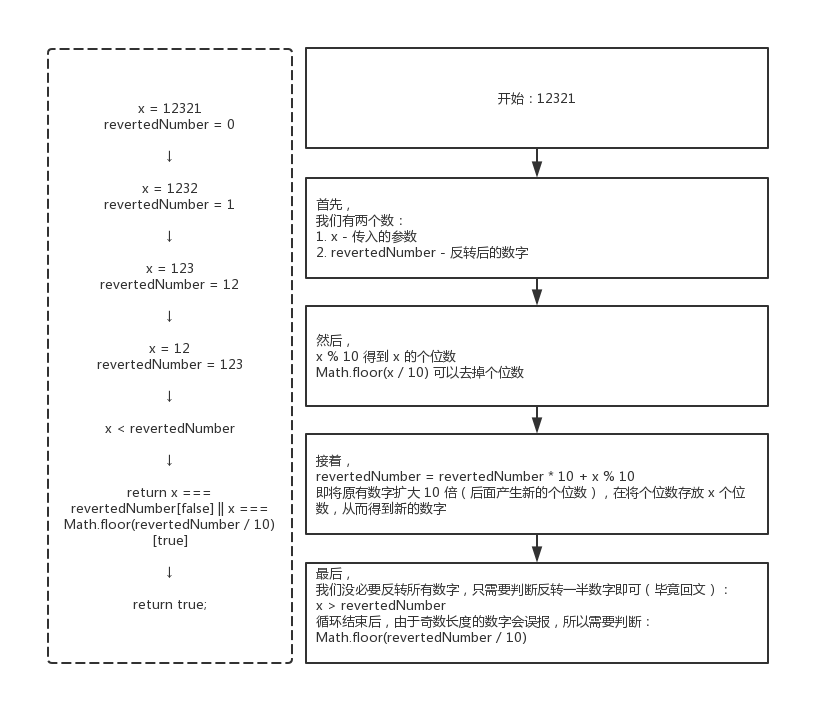 x = 12321
revertedNumber = 0
↓
x = 1232
revertedNumber = 1
↓
x = 123
revertedNumber = 12
↓
x = 12
revertedNumber = 123
↓
x < revertedNumber
↓
return x ===
revertedNumber[false] || x ===
Math.floor(revertedNumber / 10)
[true]
↓
return true;
开始：12321
首先，
我们有两个数：
1. x - 传入的参数
2. revertedNumber - 反转后的数字
然后，
x % 10 得到 x 的个位数
Math.floor(x / 10) 可以去掉个位数
接着，
revertedNumber = revertedNumber * 10 + x % 10
即将原有数字扩大 10 倍（后面产生新的个位数），在将个位数存放 x 个位
数，从而得到新的数字
最后，
我们没必要反转所有数字，只需要判断反转一半数字即可（毕竟回文）：
x > revertedNumber
循环结束后，由于奇数长度的数字会误报，所以需要判断：
Math.floor(revertedNumber / 10)